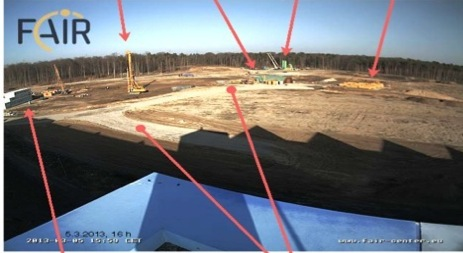 FAIR
5.3.2013, 16 h
2013-03-05 15:59 CET
www.fair-center.eu